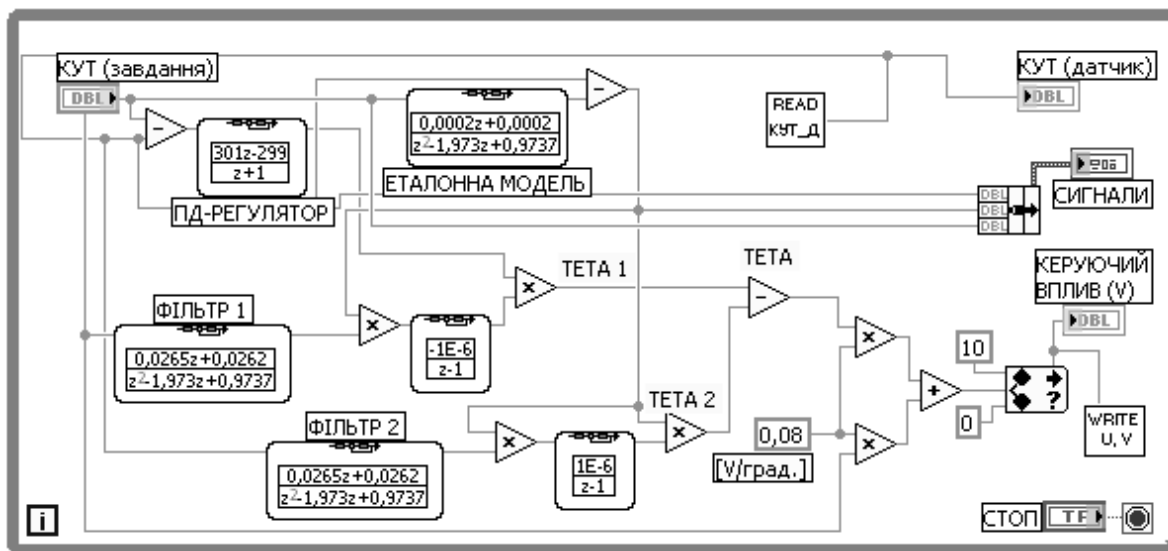 КУТ (завдання)
DBL
301z-299
z+1
ПД-РЕГУЛЯТОР
0,0002z+0,0002
z2-1,973z+0,9737
ЕТАЛОННА МОДЕЛЬ
READ
КУТ_Д
КУТ (датчик)
DBL
DBL
DBL
DBL
СИГНАЛИ
ТЕТА 1
ТЕТА
КЕРУЮЧИЙ
ВПЛИВ (V)
DBL
ФІЛЬТР 1
0,0265z+0,0262
z2-1,973z+0,9737
-1E-6
z-1
10
0
WRITE
U, V
ФІЛЬТР 2
0,0265z+0,0262
z2-1,973z+0,9737
1E-6
z-1
ТЕТА 2
0,08
[V/град.]
i
СТОП
TF